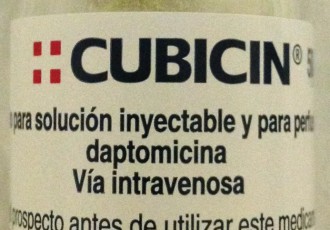 CUBICIN®
para solución inyectable y para
daptomicina
Vía intravenosa
prospecto antes de utilizar este